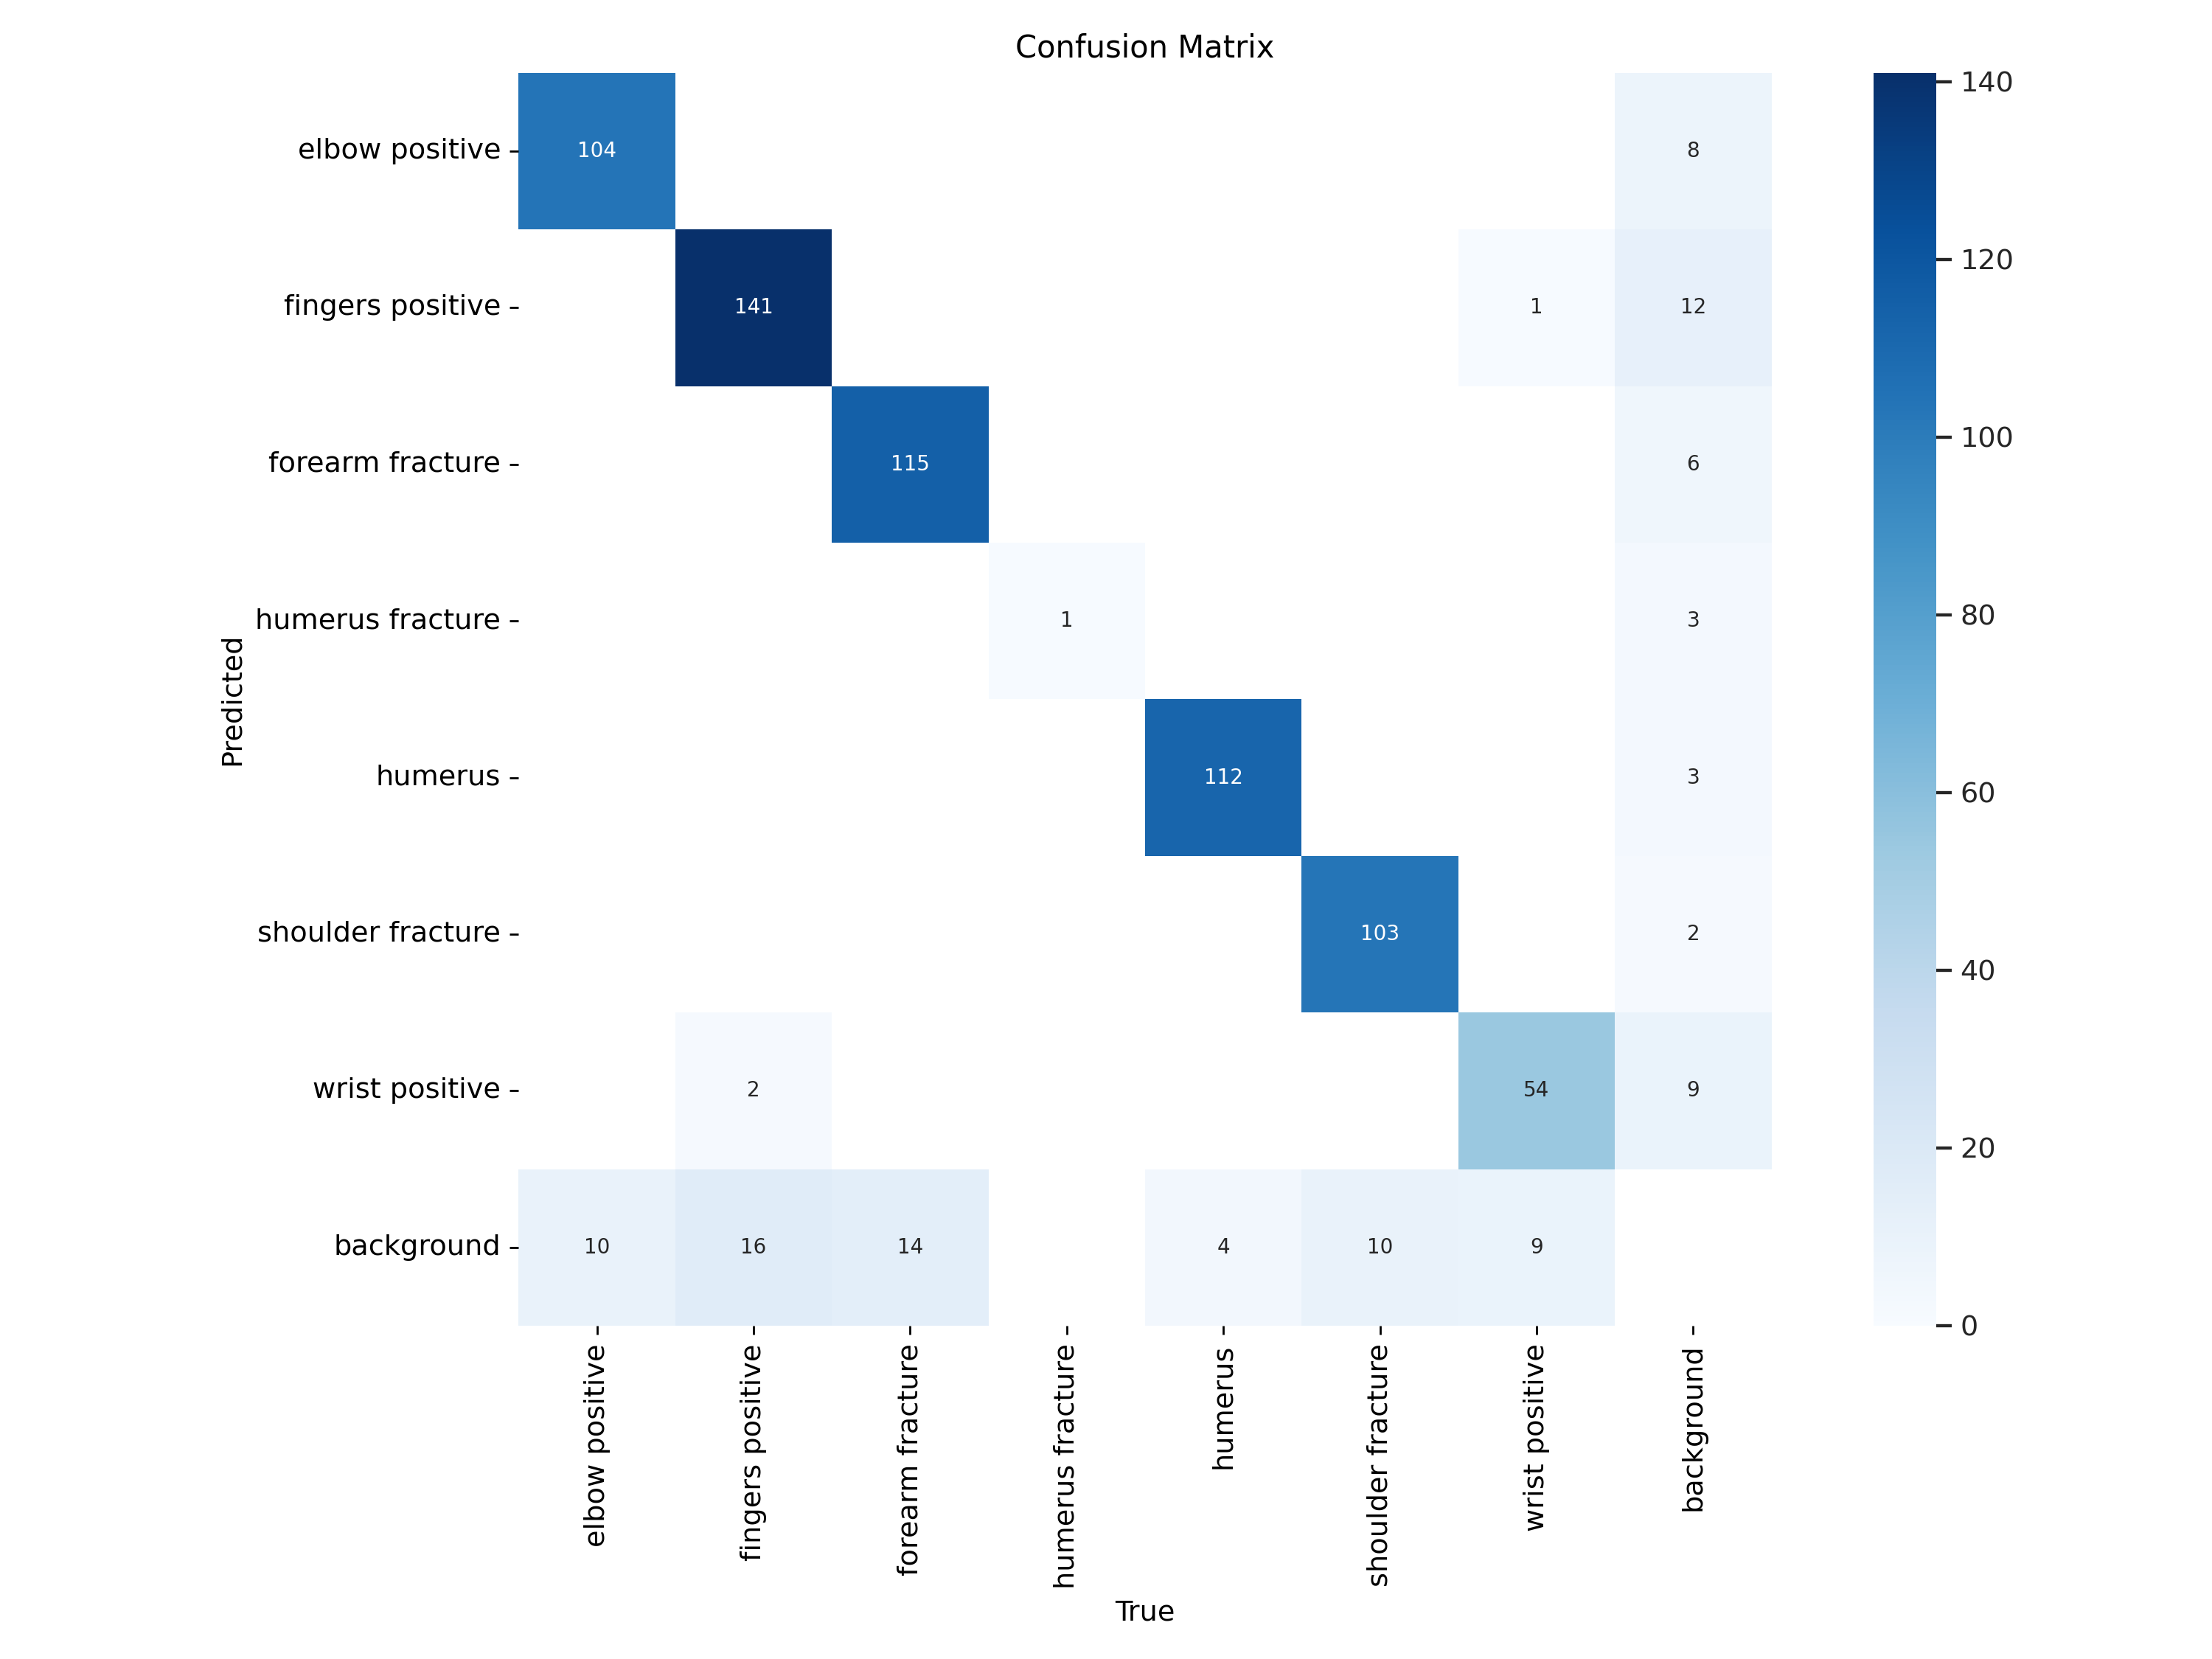 Confusion Matrix
elbow positive 104 8
fingers positive 141 1 12
forearm fracture 115 6
humerus fracture 1 3
humerus 112 3
shoulder fracture 103 2
wrist positive 2 54 9
background 10 16 14 4 10 9
Predicted
elbow positive
fingers positive
forearm fracture
humerus fracture
humerus
shoulder fracture
wrist positive
background
True
140
120
100
80
60
40
20
0